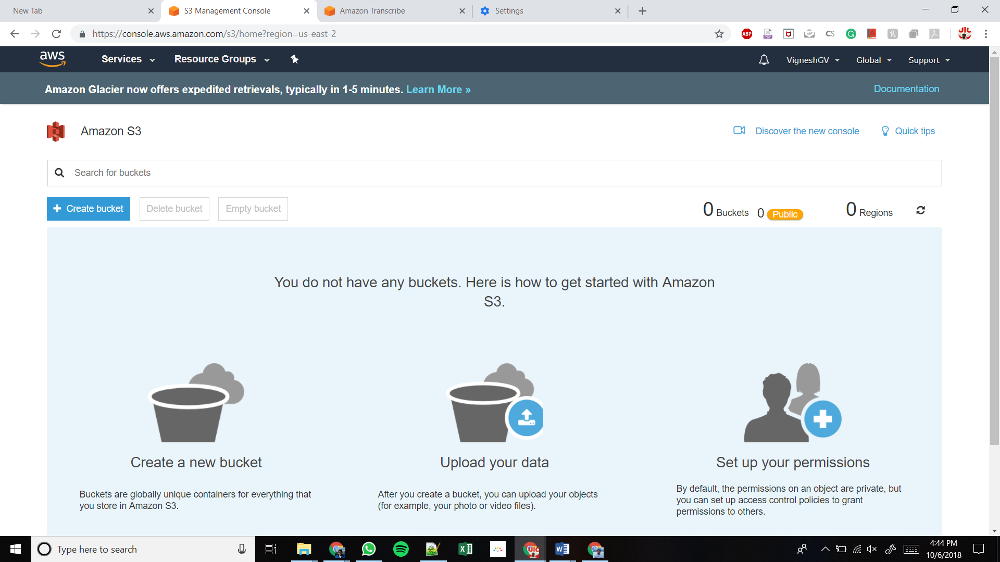 New Tab
S3 Management Console
Amazon Transcribe
Settings
https://console.aws.amazon.com/s3/home?region=us-east-2
ABP
PDF
CS
aws
Services
Resource Groups
VigneshGV
Global
Support
Amazon Glacier now offers expedited retrievals, typically in 1-5 minutes. Learn More »
Documentation
Amazon S3
Discover the new console
Quick tips
Search for buckets
Create bucket
Delete bucket
Empty bucket
0 Buckets
0 Public
0 Regions
You do not have any buckets. Here is how to get started with Amazon
S3.
Create a new bucket
Buckets are globally unique containers for everything that
you store in Amazon S3.
Upload your data
After you create a bucket, you can upload your objects
(for example, your photo or video files).
Set up your permissions
By default, the permissions on an object are private, but
you can set up access control policies to grant
permissions to others.
Type here to search
4:44 PM
10/6/2018